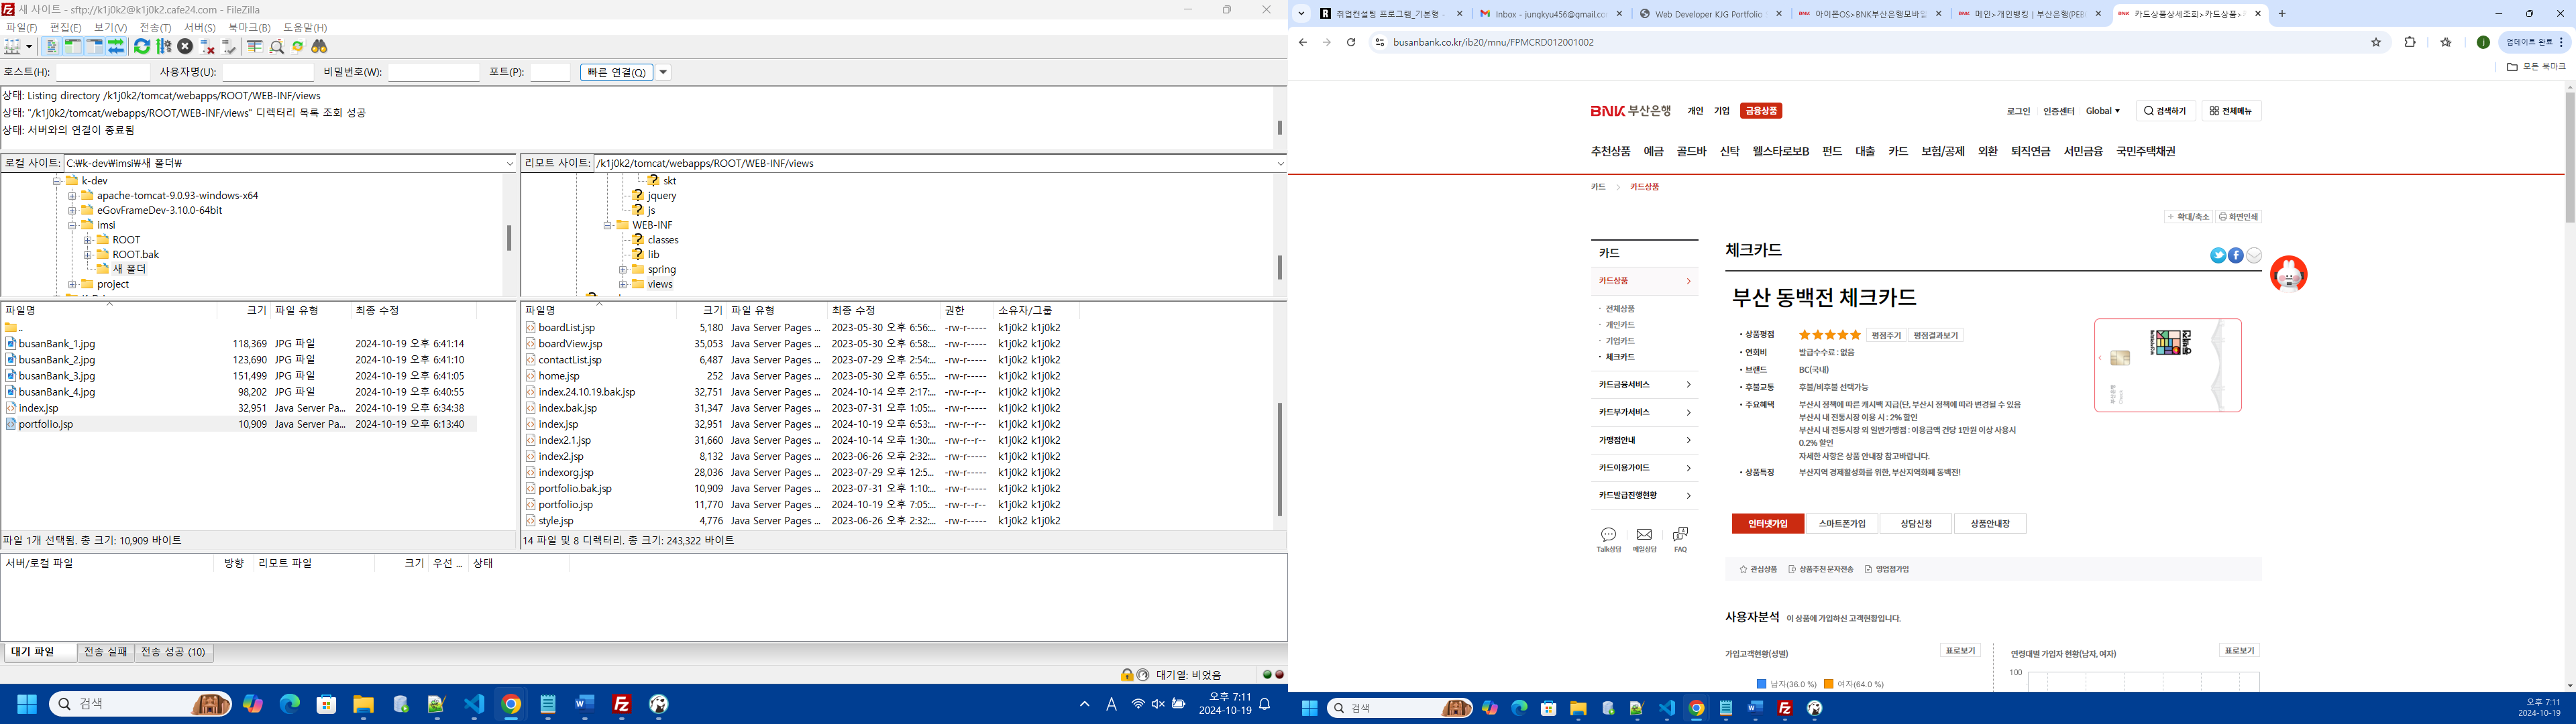 새 사이트 - sftp://k1j0k2@k1j0k2.cafe24.com - FileZilla
파일(F) 편집(E) 보기(V) 전송(T) 서버(S) 북마크(B) 도움말(H)
호스트(H): 사용자명(U): 비밀번호(W): 포트(P): 빠른 연결(Q)
상태: Listing directory /k1j0k2/tomcat/webapps/ROOT/WEB-INF/views
상태: "/k1j0k2/tomcat/webapps/ROOT/WEB-INF/views" 디렉터리 목록 조회 성공
상태: 서버와의 연결이 종료됨
로컬 사이트: C:₩k-dev₩imsi₩새 폴더₩
k-dev
apache-tomcat-9.0.93-windows-x64
eGovFrameDev-3.10.0-64bit
imsi
ROOT
ROOT.bak
새 폴더
project
리모트 사이트: /k1j0k2/tomcat/webapps/ROOT/WEB-INF/views
skt
jquery
js
WEB-INF
classes
lib
spring
views
파일명 크기 파일 유형 최종 수정
..
busanBank_1.jpg 118,369 JPG 파일 2024-10-19 오후 6:41:14
busanBank_2.jpg 123,690 JPG 파일 2024-10-19 오후 6:41:10
busanBank_3.jpg 151,499 JPG 파일 2024-10-19 오후 6:41:05
busanBank_4.jpg 98,202 JPG 파일 2024-10-19 오후 6:40:55
index.jsp 32,951 Java Server Pa... 2024-10-19 오후 6:34:38
portfolio.jsp 10,909 Java Server Pa... 2024-10-19 오후 6:13:40
파일 1개 선택됨. 총 크기: 10,909 바이트
파일명 크기 파일 유형 최종 수정 권한 소유자/그룹
boardList.jsp 5,180 Java Server Pages ... 2023-05-30 오후 6:56:... -rw-r----- k1j0k2 k1j0k2
boardView.jsp 35,053 Java Server Pages ... 2023-05-30 오후 6:58:... -rw-r----- k1j0k2 k1j0k2
contactList.jsp 6,487 Java Server Pages ... 2023-07-29 오후 2:54:... -rw-r----- k1j0k2 k1j0k2
home.jsp 252 Java Server Pages ... 2023-05-30 오후 6:55:... -rw-r----- k1j0k2 k1j0k2
index.24.10.19.bak.jsp 32,751 Java Server Pages ... 2024-10-14 오후 2:17:... -rw-r--r-- k1j0k2 k1j0k2
index.bak.jsp 31,347 Java Server Pages ... 2023-07-31 오후 1:05:... -rw-r----- k1j0k2 k1j0k2
index.jsp 32,951 Java Server Pages ... 2024-10-19 오후 6:53:... -rw-r--r-- k1j0k2 k1j0k2
index2.1.jsp 31,660 Java Server Pages ... 2024-10-14 오후 1:30:... -rw-r--r-- k1j0k2 k1j0k2
index2.jsp 8,132 Java Server Pages ... 2023-06-26 오후 2:32:... -rw-r----- k1j0k2 k1j0k2
indexorg.jsp 28,036 Java Server Pages ... 2023-07-29 오후 12:5... -rw-r----- k1j0k2 k1j0k2
portfolio.bak.jsp 10,909 Java Server Pages ... 2023-07-31 오후 1:10:... -rw-r----- k1j0k2 k1j0k2
portfolio.jsp 11,770 Java Server Pages ... 2024-10-19 오후 7:05:... -rw-r--r-- k1j0k2 k1j0k2
style.jsp 4,776 Java Server Pages ... 2023-06-26 오후 2:32:... -rw-r----- k1j0k2 k1j0k2
14 파일 및 8 디렉터리. 총 크기: 243,322 바이트
서버/로컬 파일 방향 리모트 파일 크기 우선 ... 상태
대기 파일 전송 실패 전송 성공 (10)
대기열: 비었음
검색
A
오후 7:11
2024-10-19
취업컨설팅 프로그램_기본형 -
Inbox - jungkyu456@gmail.co
Web Developer KJG Portfolio
아이폰OS>BNK부산은행모바일
메인>개인뱅킹 | 부산은행(PEB
카드상품상세조회>카드상품>
busanbank.co.kr/ib20/mnu/FPMCRD012001002
업데이트 완료
모든 북마크
BNK 부산은행 개인 기업 금융상품
로그인 인증센터 Global 검색하기 전체메뉴
추천상품 예금 골드바 신탁 웰스타로보B 펀드 대출 카드 보험/공제 외환 퇴직연금 서민금융 국민주택채권
카드 카드상품
확대/축소 화면인쇄
카드
카드상품
전체상품
개인카드
기업카드
체크카드
카드금융서비스
카드부가서비스
가맹점안내
카드이용가이드
카드발급진행현황
Talk상담 메일상담 FAQ
체크카드
부산 동백전 체크카드
상품평점 평점주기 평점결과보기
연회비 발급수수료 : 없음
브랜드 BC(국내)
후불교통 후불/비후불 선택가능
주요혜택 부산시 정책에 따른 캐시백 지급(단, 부산시 정책에 따라 변경될 수 있음
부산시 내 전통시장 이용 시 : 2% 할인
부산시 내 전통시장 외 일반가맹점 : 이용금액 건당 1만원 이상 사용시
0.2% 할인
자세한 사항은 상품 안내장 참고바랍니다.
상품특징 부산지역 경제활성화를 위한, 부산지역화폐 동백전!
인터넷가입 스마트폰가입 상담신청 상품안내장
관심상품 상품추천 문자전송 영업점가입
사용자분석 이 상품에 가입하신 고객현황입니다.
가입고객현황(성별) 표로보기
남자(36.0 %) 여자(64.0 %)
연령대별 가입자 현황(남자, 여자) 표로보기
100
검색
오후 7:11
2024-10-19